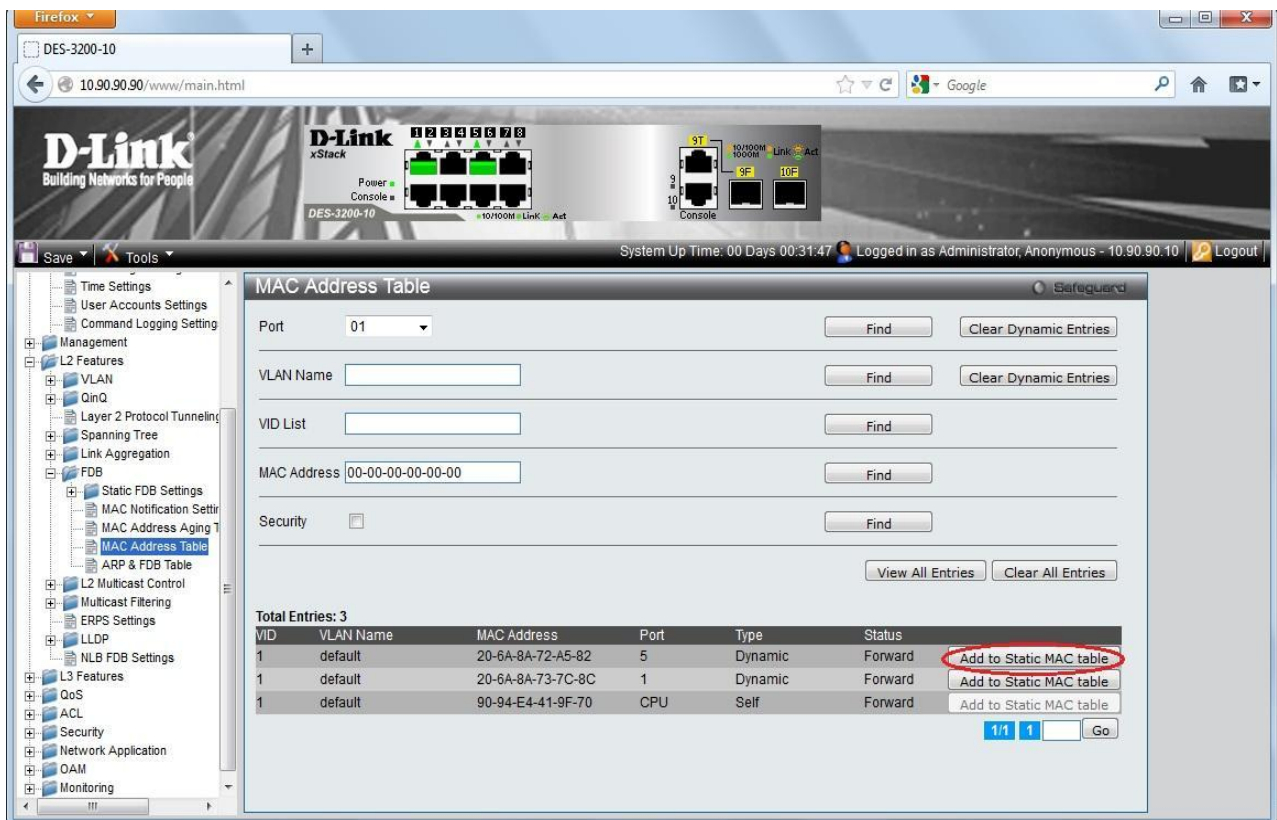 Firefox
DES-3200-10
10.90.90.90/www/main.html
Google
D-Link
Building Networks for People
D-Link
xStack
1 2 3 4 5 6 7 8
Power
Console
DES-3200-10
10/100M Link Act
9T
10/100M
1000M
Link Act
9F 10F
9
10
Console
Save Tools System Up Time: 00 Days 00:31:47 Logged in as Administrator, Anonymous - 10.90.90.10 Logout
Time Settings
User Accounts Settings
Command Logging Setting
Management
L2 Features
VLAN
QinQ
Layer 2 Protocol Tunneling
Spanning Tree
Link Aggregation
FDB
Static FDB Settings
MAC Notification Settin
MAC Address Aging T
MAC Address Table
ARP & FDB Table
L2 Multicast Control
Multicast Filtering
ERPS Settings
LLDP
NLB FDB Settings
L3 Features
QoS
ACL
Security
Network Application
OAM
Monitoring
MAC Address Table Safeguard
Port 01 Find Clear Dynamic Entries
VLAN Name Find Clear Dynamic Entries
VID List Find
MAC Address 00-00-00-00-00-00 Find
Security Find
View All Entries Clear All Entries
Total Entries: 3
VID VLAN Name MAC Address Port Type Status
1 default 20-6A-8A-72-A5-82 5 Dynamic Forward Add to Static MAC table
1 default 20-6A-8A-73-7C-8C 1 Dynamic Forward Add to Static MAC table
1 default 90-94-E4-41-9F-70 CPU Self Forward Add to Static MAC table
1/1 1 Go